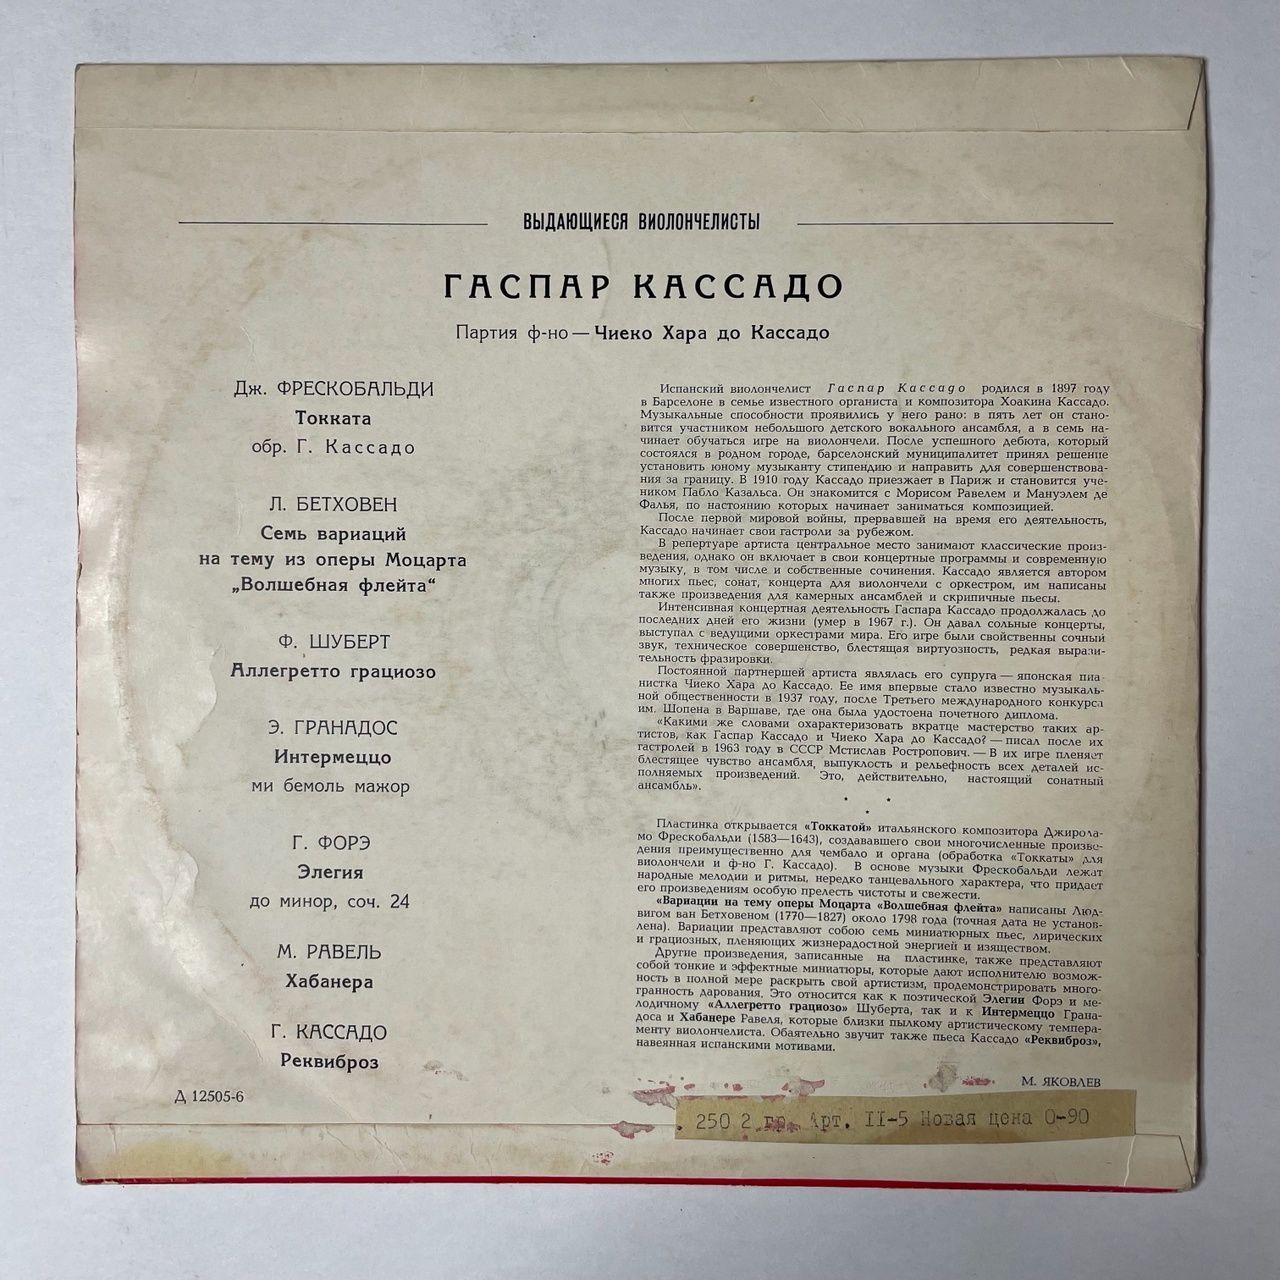 ВЫДАЮЩИЕСЯ ВИОЛОНЧЕЛИСТЫ
ГАСПАР КАССАДО
Партия ф-но — Чиеко Хара до Кассадо
Дж. ФРЕСКОБАЛЬДИ
Токката
обр. Г. Кассадо
Л. БЕТХОВЕН
Семь вариаций
на тему из оперы Моцарта
„Волшебная флейта“
Ф. ШУБЕРТ
Аллегретто грациозо
Э. ГРАНАДОС
Интермеццо
ми бемоль мажор
Г. ФОРЭ
Элегия
до минор, соч. 24
М. РАВЕЛЬ
Хабанера
Г. КАССАДО
Реквиброз
Д 12505-6
Испанский виолончелист Гаспар Кассадо родился в 1897 году
в Барселоне в семье известного органиста и композитора Хоакина Кассадо.
Музыкальные способности проявились у него рано: в пять лет он стано-
вится участником небольшого детского вокального ансамбля, а в семь на-
чинает обучаться игре на виолончели. После успешного дебюта, который
состоялся в родном городе, барселонский муниципалитет принял решение
установить юному музыканту стипендию и направить для совершенствова-
ния за границу. В 1910 году Кассадо приезжает в Париж и становится уче-
ником Пабло Казальса. Он знакомится с Морисом Равелем и Мануэлем де
Фалья, по настоянию которых начинает заниматься композицией.
После первой мировой войны, прервавшей на время его деятельность,
Кассадо начинает свои гастроли за рубежом.
В репертуаре артиста центральное место занимают классические произ-
ведения, однако он включает в свои концертные программы и современную
музыку, в том числе и собственные сочинения. Кассадо является автором
многих пьес, сонат, концерта для виолончели с оркестром, им написаны
также произведения для камерных ансамблей и скрипичные пьесы.
Интенсивная концертная деятельность Гаспара Кассадо продолжалась до
последних дней его жизни (умер в 1967 г.). Он давал сольные концерты,
выступал с ведущими оркестрами мира. Его игре были свойственны сочный
звук, техническое совершенство, блестящая виртуозность, редкая вырази-
тельность фразировки.
Постоянной партнершей артиста являлась его супруга — японская пиа-
нистка Чиеко Хара до Кассадо. Ее имя впервые стало известно музыкаль-
ной общественности в 1937 году, после Третьего международного конкурса
им. Шопена в Варшаве, где она была удостоена почетного диплома.
«Какими же словами охарактеризовать вкратце мастерство таких ар-
тистов, как Гаспар Кассадо и Чиеко Хара до Кассадо? — писал после их
гастролей в 1963 году в СССР Мстислав Ростропович. — В их игре пленяет
блестящее чувство ансамбля, выпуклость и рельефность всех деталей ис-
полняемых произведений. Это, действительно, настоящий сонатный
ансамбль».
* * *
Пластинка открывается «Токкатой» итальянского композитора Джирола-
мо Фрескобальди (1583—1643), создававшего свои многочисленные произве-
дения преимущественно для чембало и органа (обработка «Токкаты» для
виолончели и ф-но Г. Кассадо). В основе музыки Фрескобальди лежат
народные мелодии и ритмы, нередко танцевального характера, что придает
его произведениям особую прелесть чистоты и свежести.
«Вариации на тему оперы Моцарта «Волшебная флейта» написаны Люд-
вигом ван Бетховеном (1770—1827) около 1798 года (точная дата не установ-
лена). Вариации представляют собою семь миниатюрных пьес, лирических
и грациозных, пленяющих жизнерадостной энергией и изяществом.
Другие произведения, записанные на пластинке, также представляют
собой тонкие и эффектные миниатюры, которые дают исполнителю возмож-
ность в полной мере раскрыть свой артистизм, продемонстрировать много-
гранность дарования. Это относится как к поэтической Элегии Форэ и ме-
лодичному «Аллегретто грациозо» Шуберта, так и к Интермеццо Грана-
доса и Хабанере Равеля, которые близки пылкому артистическому темпера-
менту виолончелиста. Обаятельно звучит также пьеса Кассадо «Реквиброз»,
навеянная испанскими мотивами.
М. ЯКОВЛЕВ
250 2 гр. Арт. II-5 Новая цена 0-90